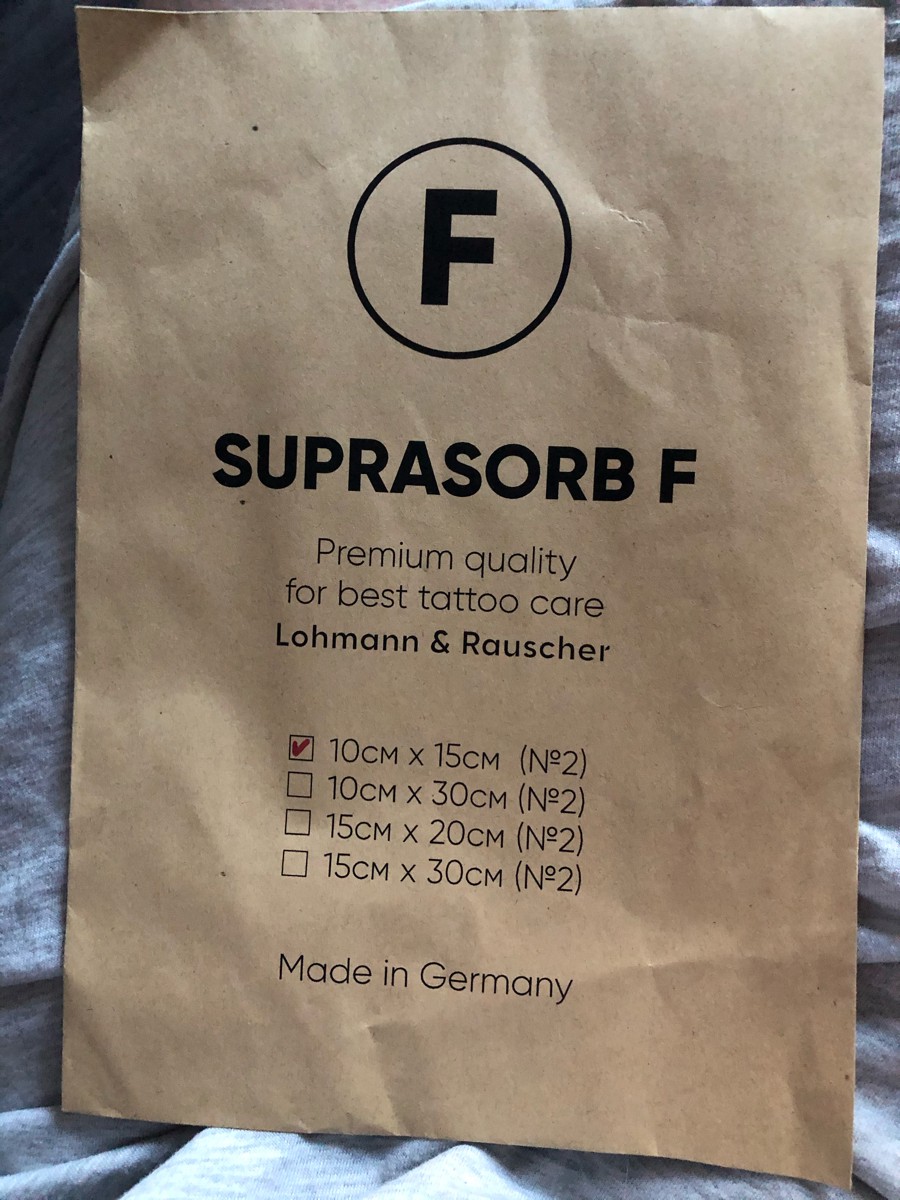 F
SUPRASORB F
Premium quality
for best tattoo care
Lohmann & Rauscher
10см x 15см (№2)
10см x 30см (№2)
15см x 20см (№2)
15см x 30см (№2)
Made in Germany